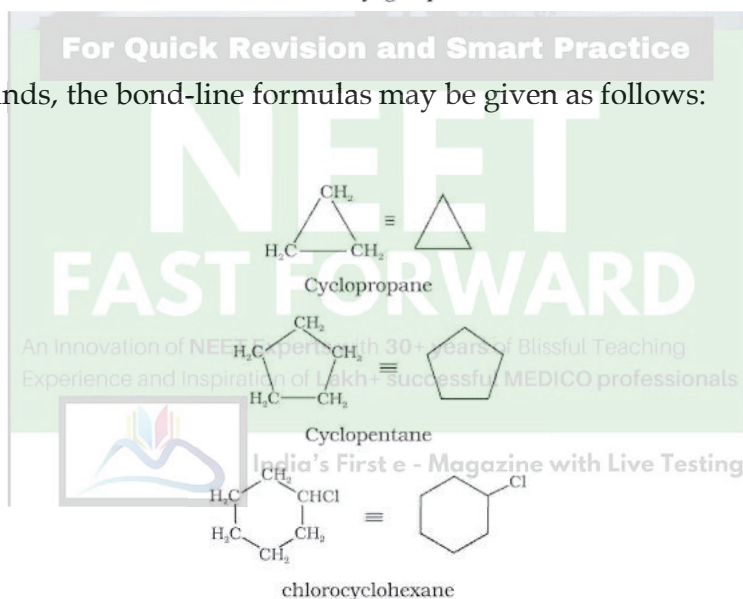 For Quick Revision and Smart Practice
nds, the bond-line formulas may be given as follows:
NEET
FAST FORWARD
CH₂
≡
H₂C CH₂
Cyclopropane
An Innovation of NEET Experts with 30+ years of Blissful Teaching
Experience and Inspiration of Lakh+ successful MEDICO professionals
CH₂
H₂C CH₂
≡
H₂C CH₂
Cyclopentane
India's First e - Magazine with Live Testing
CH₂
H₂C CHCl
≡
Cl
H₂C CH₂
CH₂
chlorocyclohexane